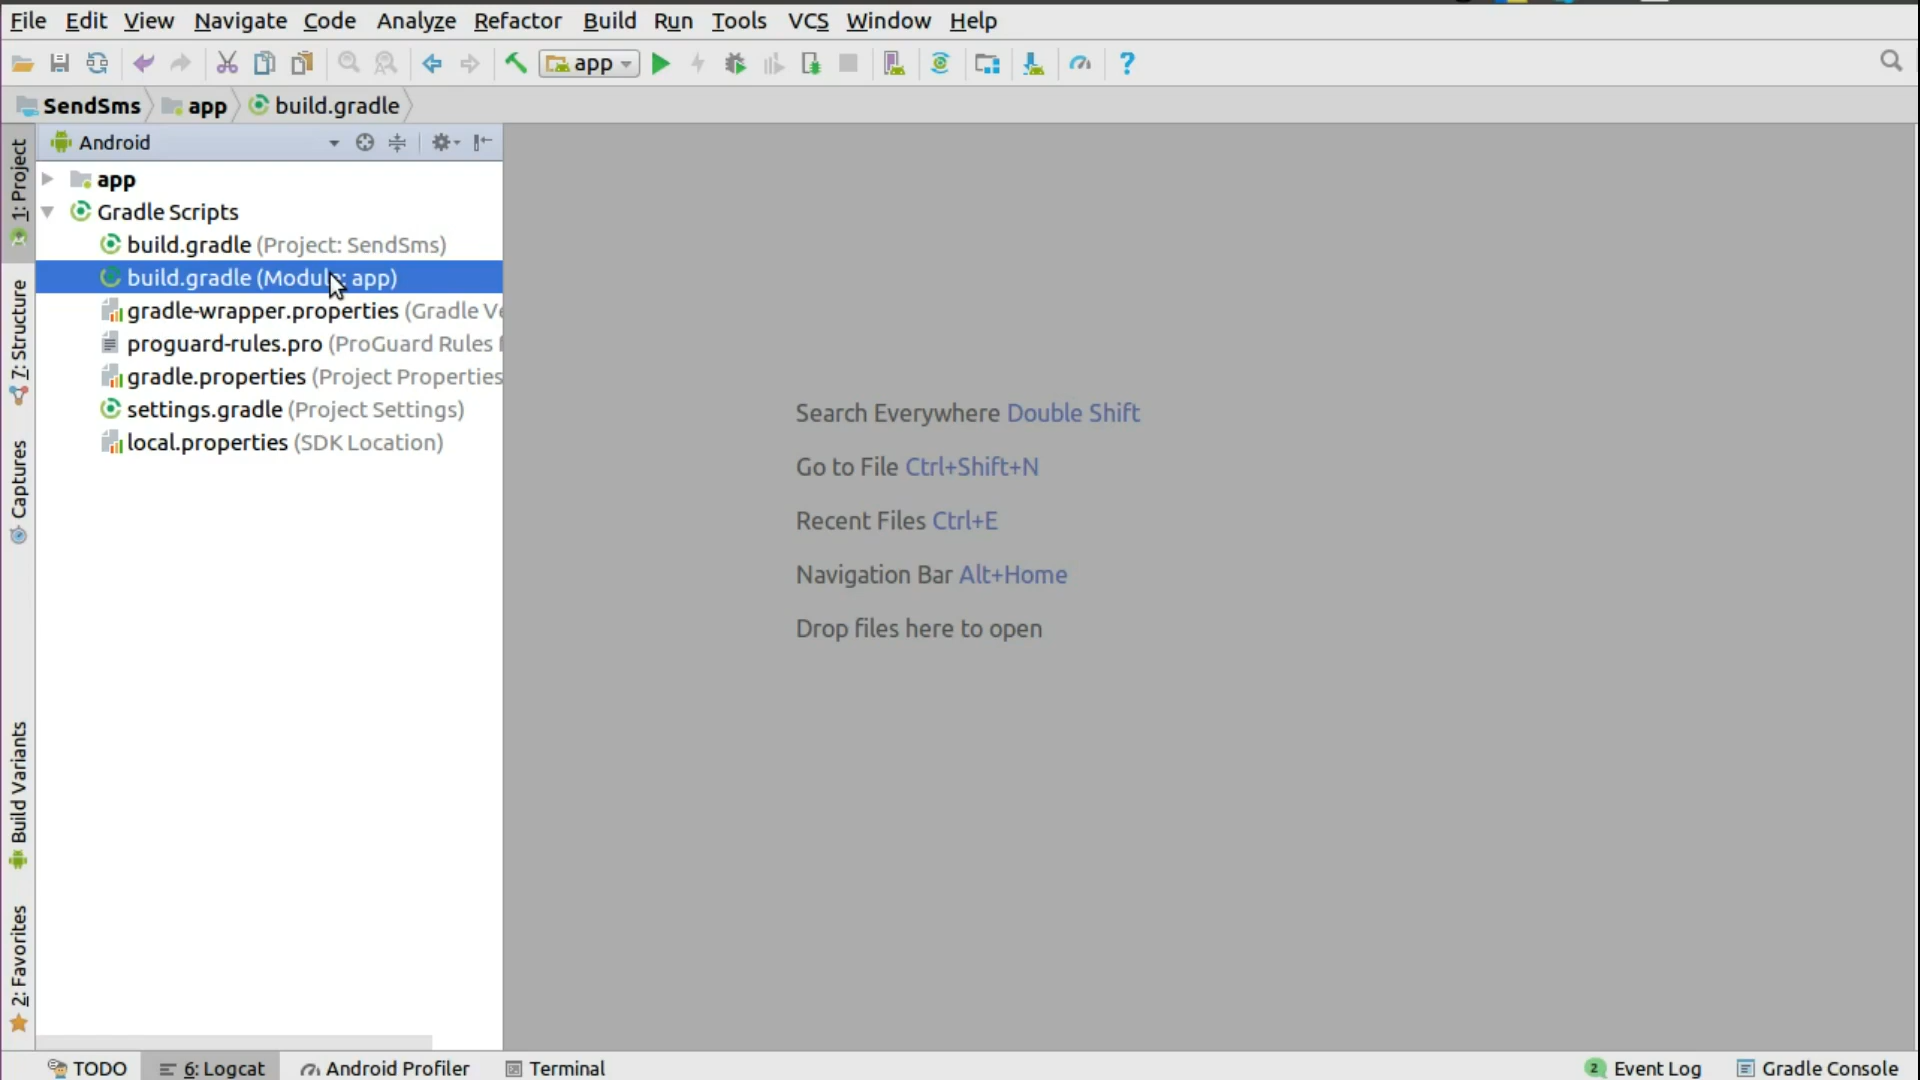 File Edit View Navigate Code Analyze Refactor Build Run Tools VCS Window Help
app
SendSms app build.gradle
Android
app
Gradle Scripts
build.gradle (Project: SendSms)
build.gradle (Module: app)
gradle-wrapper.properties (Gradle Ve
proguard-rules.pro (ProGuard Rules f
gradle.properties (Project Properties
settings.gradle (Project Settings)
local.properties (SDK Location)
1: Project
7: Structure
Captures
Build Variants
2: Favorites
Search Everywhere Double Shift
Go to File Ctrl+Shift+N
Recent Files Ctrl+E
Navigation Bar Alt+Home
Drop files here to open
TODO 6: Logcat Android Profiler Terminal 2 Event Log Gradle Console